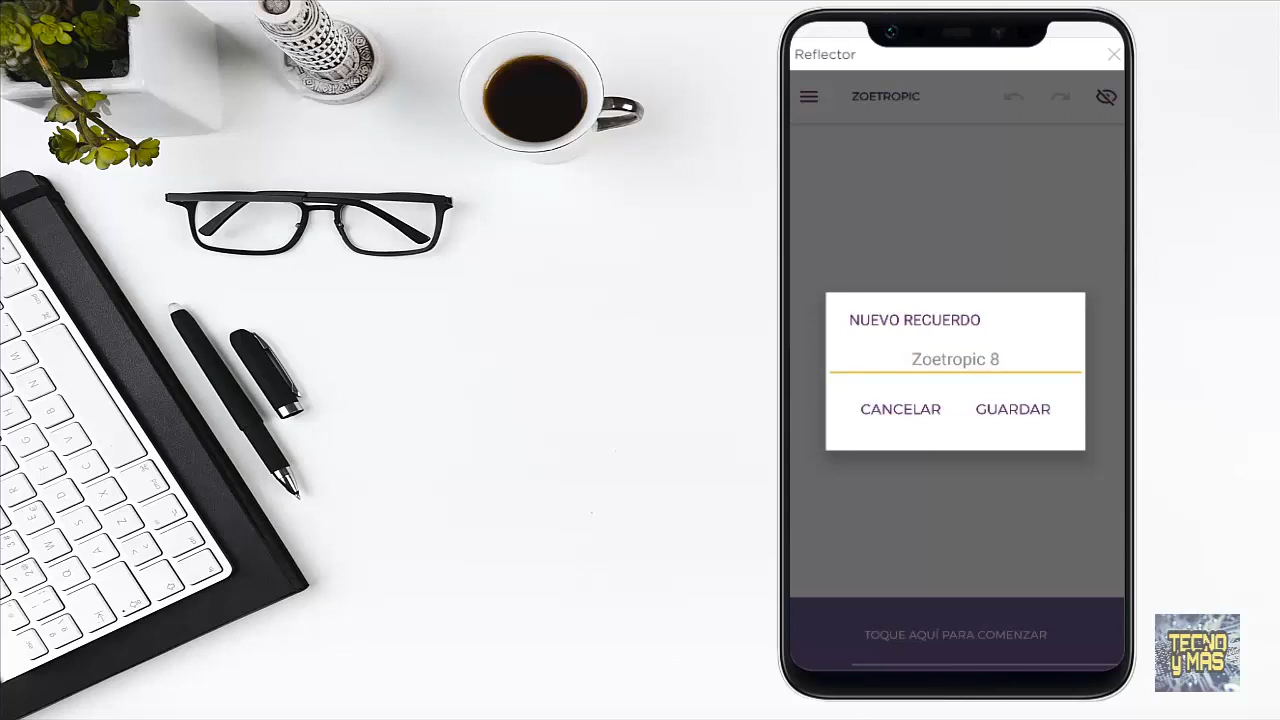 Reflector
ZOETROPIC
NUEVO RECUERDO
Zoetropic 8
CANCELAR GUARDAR
TOQUE AQUÍ PARA COMENZAR
TECNO
y MÁS